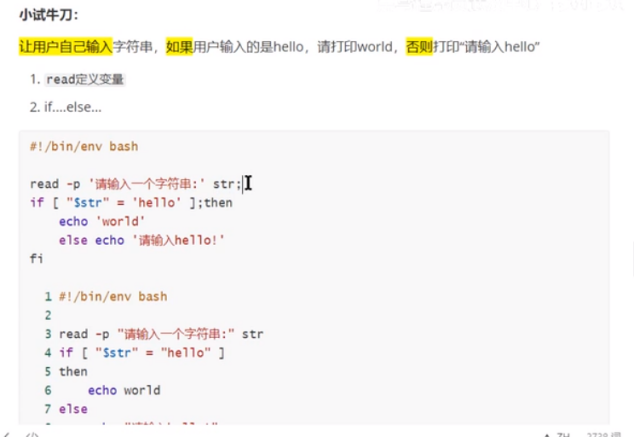 小试牛刀：
让用户自己输入字符串，如果用户输入的是hello，请打印world，否则打印“请输入hello”
1. read定义变量
2. if....else...
#!/bin/env bash
read -p '请输入一个字符串:' str;
if [ "$str" = 'hello' ];then
echo 'world'
else echo '请输入hello!'
fi
1 #!/bin/env bash
2
3 read -p "请输入一个字符串:" str
4 if [ "$str" = "hello" ]
5 then
6 echo world
7 else